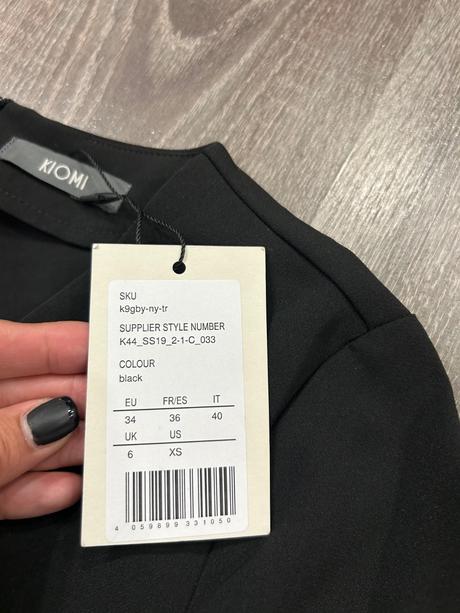 KIOMI
SKU
k9gby-ny-tr
SUPPLIER STYLE NUMBER
K44_SS19_2-1-C_033
COLOUR
black
EU FR/ES IT
34 36 40
UK US
6 XS
4 059899 331050